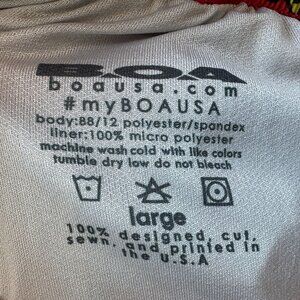 BOA
boausa.com
#myBOAUSA
body:88/12 polyester/spandex
liner:100% micro polyester
machine wash cold with like colors
tumble dry low do not bleach
large
100% designed, cut,
sewn, and printed in
the U.S.A